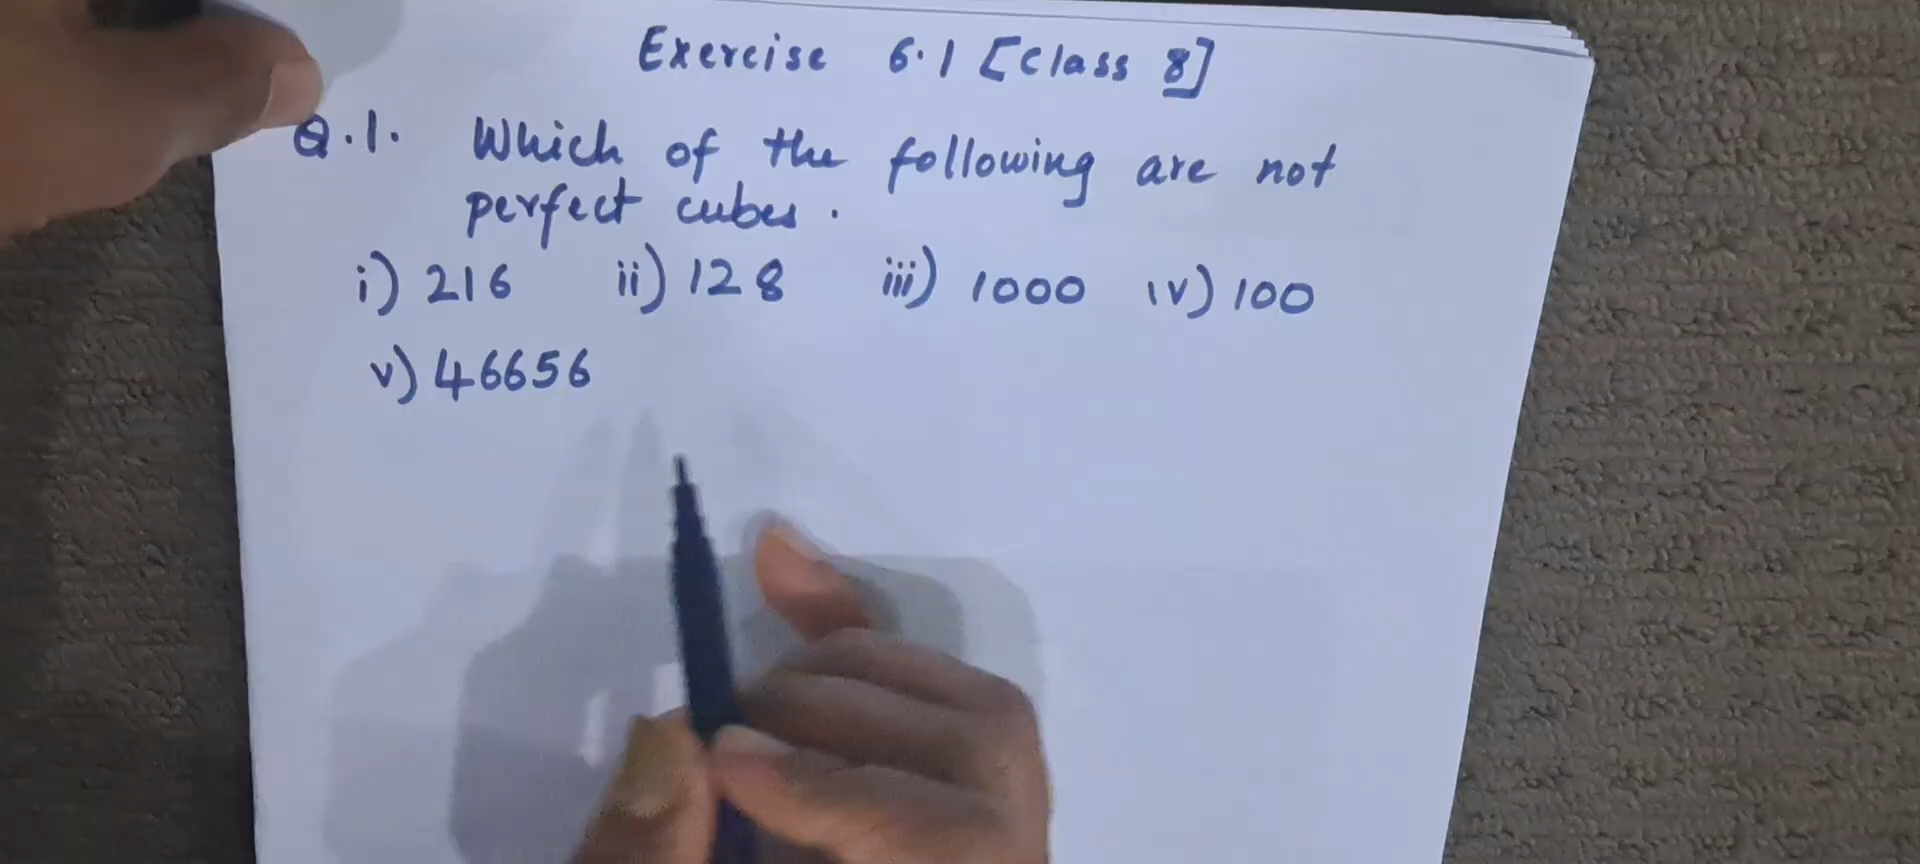 Exercise 6.1 [Class 8]
Q.1. Which of the following are not
perfect cubes.
i) 216 ii) 128 iii) 1000 iv) 100
v) 46656